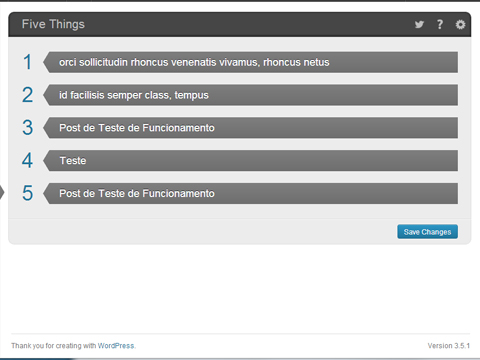 Five Things
?
1 orci sollicitudin rhoncus venenatis vivamus, rhoncus netus
2 id facilisis semper class, tempus
3 Post de Teste de Funcionamento
4 Teste
5 Post de Teste de Funcionamento
Save Changes
Thank you for creating with WordPress. Version 3.5.1